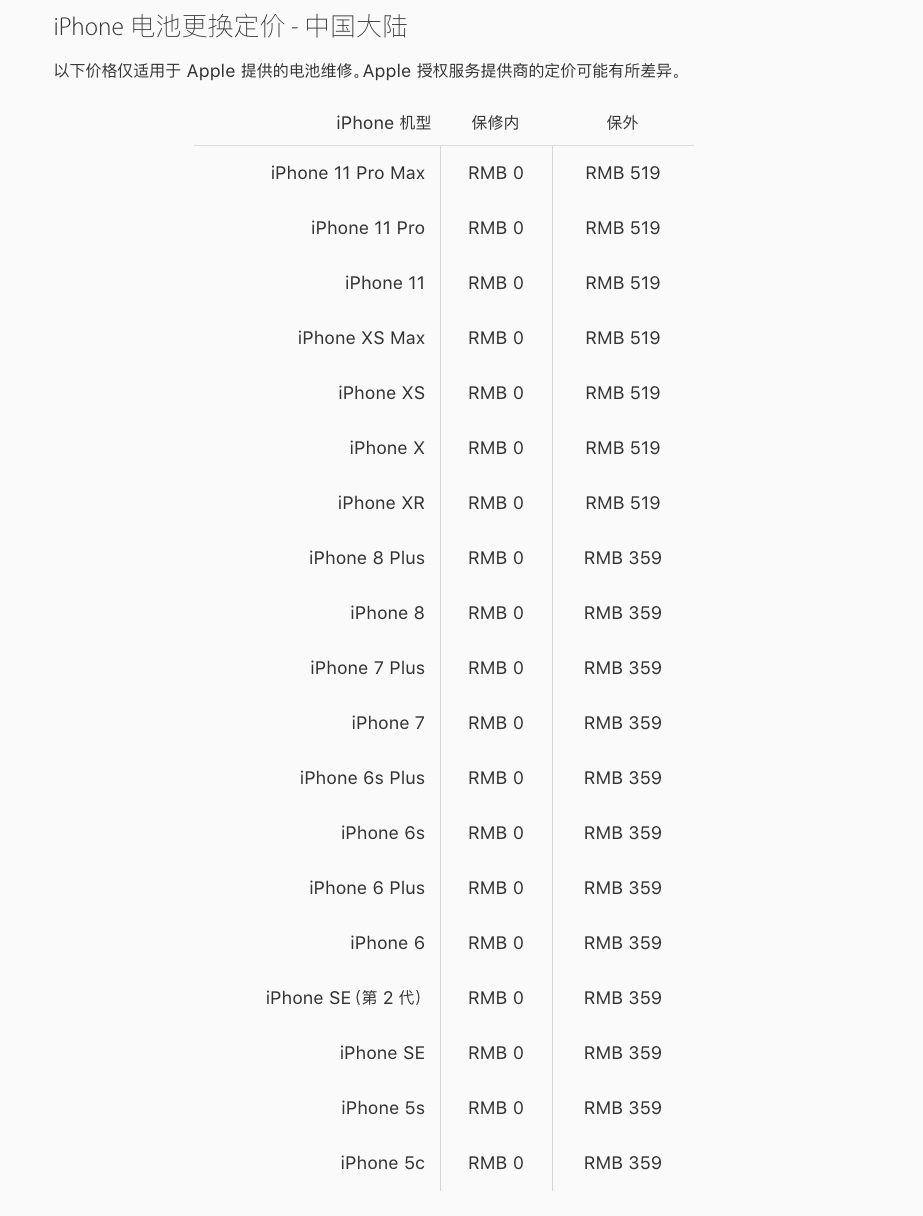 iPhone 电池更换定价 - 中国大陆
以下价格仅适用于 Apple 提供的电池维修。Apple 授权服务提供商的定价可能有所差异。
iPhone 机型 保修内 保外
iPhone 11 Pro Max RMB 0 RMB 519
iPhone 11 Pro RMB 0 RMB 519
iPhone 11 RMB 0 RMB 519
iPhone XS Max RMB 0 RMB 519
iPhone XS RMB 0 RMB 519
iPhone X RMB 0 RMB 519
iPhone XR RMB 0 RMB 519
iPhone 8 Plus RMB 0 RMB 359
iPhone 8 RMB 0 RMB 359
iPhone 7 Plus RMB 0 RMB 359
iPhone 7 RMB 0 RMB 359
iPhone 6s Plus RMB 0 RMB 359
iPhone 6s RMB 0 RMB 359
iPhone 6 Plus RMB 0 RMB 359
iPhone 6 RMB 0 RMB 359
iPhone SE（第 2 代） RMB 0 RMB 359
iPhone SE RMB 0 RMB 359
iPhone 5s RMB 0 RMB 359
iPhone 5c RMB 0 RMB 359